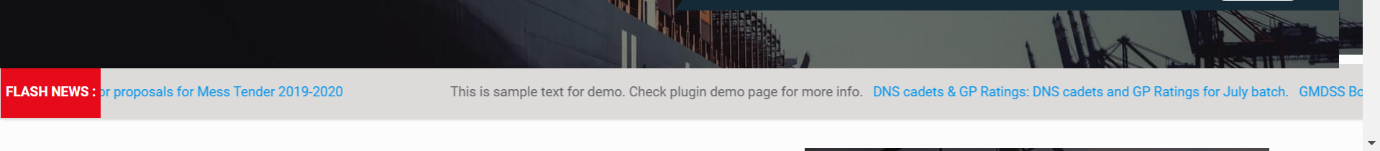 FLASH NEWS : or proposals for Mess Tender 2019-2020 This is sample text for demo. Check plugin demo page for more info. DNS cadets & GP Ratings: DNS cadets and GP Ratings for July batch. GMDSS